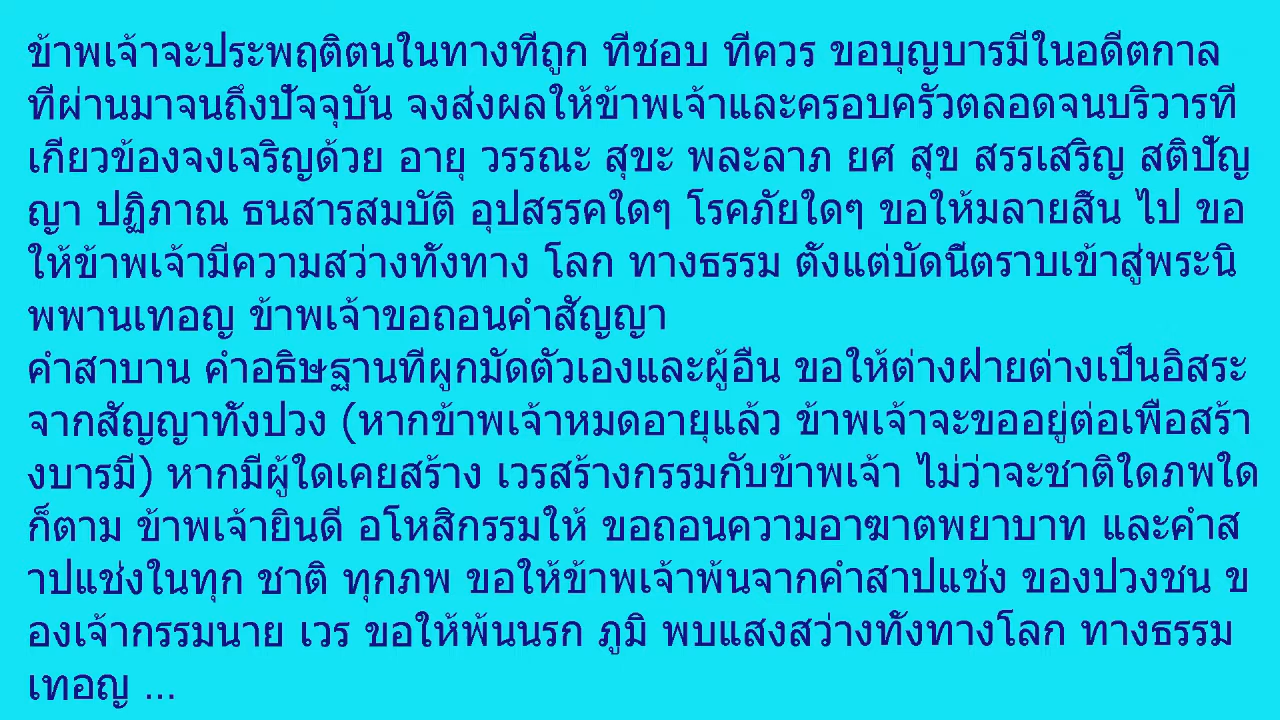 ข้าพเจ้าจะประพฤติตนในทางที่ถูก ที่ชอบ ที่ควร ขอบุญบารมีในอดีตกาล
ที่ผ่านมาจนถึงปัจจุบัน จงส่งผลให้ข้าพเจ้าและครอบครัวตลอดจนบริวารที่
เกี่ยวข้องจงเจริญด้วย อายุ วรรณะ สุขะ พละลาภ ยศ สุข สรรเสริญ สติปัญ
ญา ปฏิภาณ ธนสารสมบัติ อุปสรรคใดๆ โรคภัยใดๆ ขอให้มลายสิ้น ไป ขอ
ให้ข้าพเจ้ามีความสว่างทั้งทาง โลก ทางธรรม ตั้งแต่บัดนี้ตราบเข้าสู่พระนิ
พพานเทอญ ข้าพเจ้าขอถอนคำสัญญา
คำสาบาน คำอธิษฐานที่ผูกมัดตัวเองและผู้อื่น ขอให้ต่างฝ่ายต่างเป็นอิสระ
จากสัญญาทั้งปวง (หากข้าพเจ้าหมดอายุแล้ว ข้าพเจ้าจะขออยู่ต่อเพื่อสร้า
งบารมี) หากมีผู้ใดเคยสร้าง เวรสร้างกรรมกับข้าพเจ้า ไม่ว่าจะชาติใดภพใด
ก็ตาม ข้าพเจ้ายินดี อโหสิกรรมให้ ขอถอนความอาฆาตพยาบาท และคำส
าปแช่งในทุก ชาติ ทุกภพ ขอให้ข้าพเจ้าพ้นจากคำสาปแช่ง ของปวงชน ข
องเจ้ากรรมนาย เวร ขอให้พ้นนรก ภูมิ พบแสงสว่างทั้งทางโลก ทางธรรม
เทอญ ...